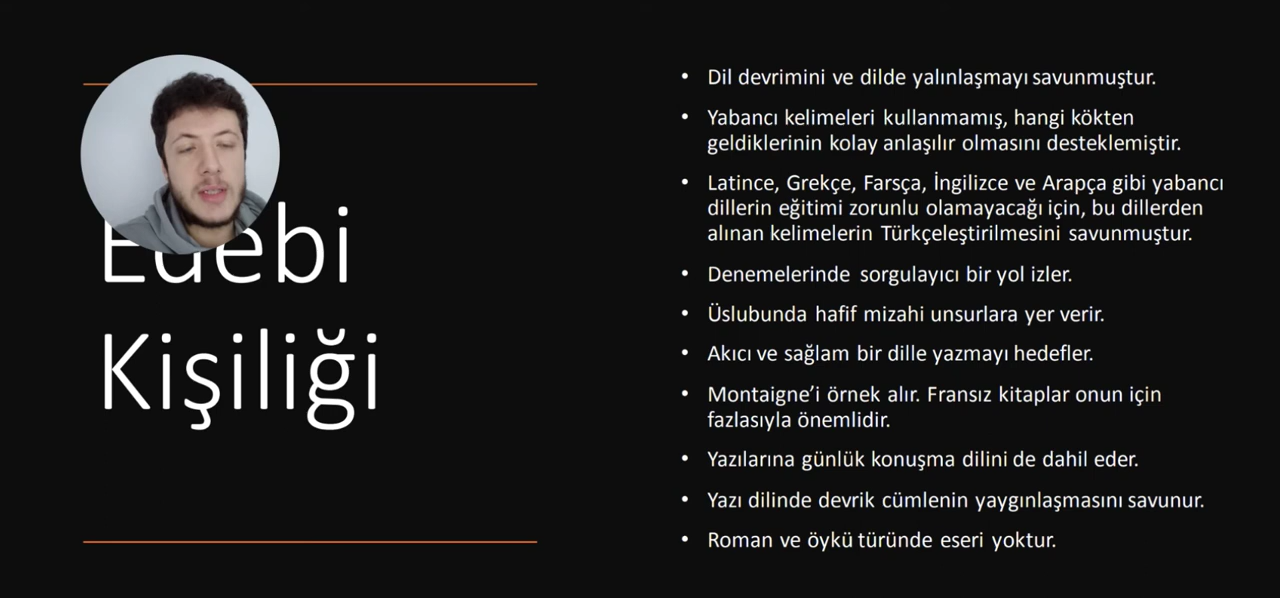 Edebi
Kişiliği
• Dil devrimini ve dilde yalınlaşmayı savunmuştur.
• Yabancı kelimeleri kullanmamış, hangi kökten
geldiklerinin kolay anlaşılır olmasını desteklemiştir.
• Latince, Grekçe, Farsça, İngilizce ve Arapça gibi yabancı
dillerin eğitimi zorunlu olamayacağı için, bu dillerden
alınan kelimelerin Türkçeleştirilmesini savunmuştur.
• Denemelerinde sorgulayıcı bir yol izler.
• Üslubunda hafif mizahi unsurlara yer verir.
• Akıcı ve sağlam bir dille yazmayı hedefler.
• Montaigne’i örnek alır. Fransız kitaplar onun için
fazlasıyla önemlidir.
• Yazılarına günlük konuşma dilini de dahil eder.
• Yazı dilinde devrik cümlenin yaygınlaşmasını savunur.
• Roman ve öykü türünde eseri yoktur.